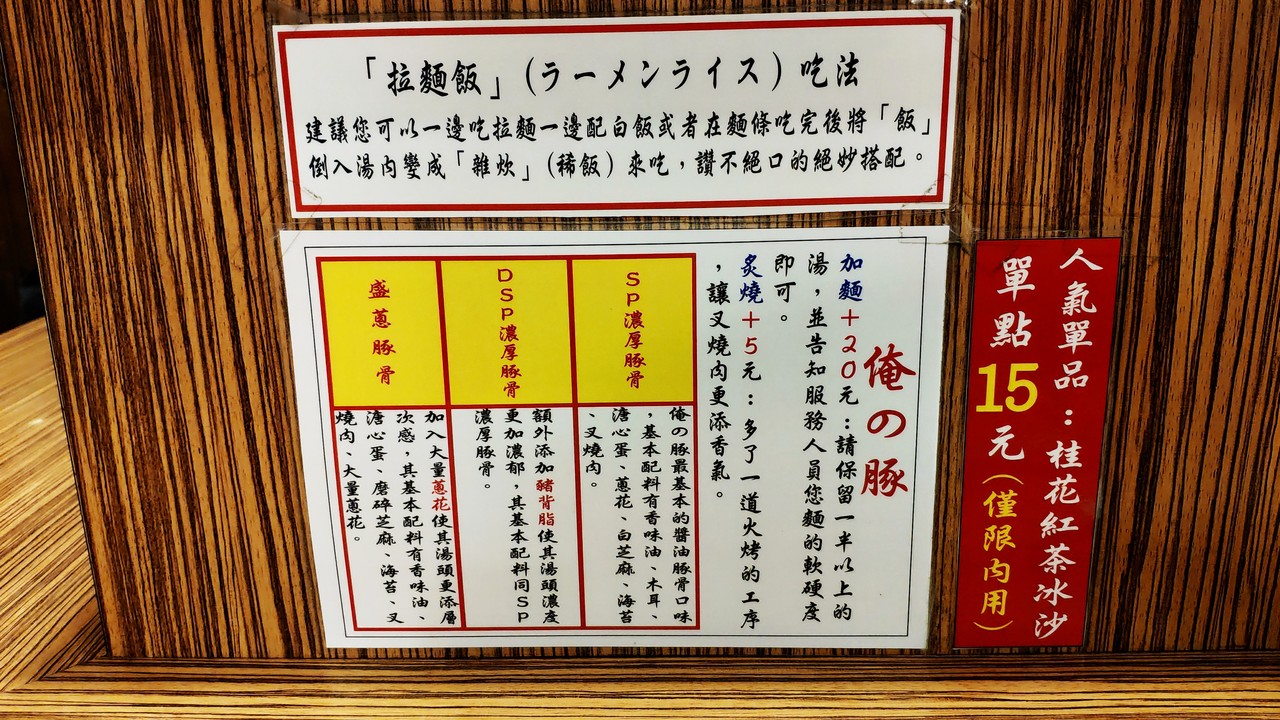 「拉麵飯」(ラーメンライス)吃法
建議您可以一邊吃拉麵一邊配白飯或者在麵條吃完後將「飯」
倒入湯內變成「雜炊」(稀飯)來吃,讚不絕口的絕妙搭配。
俺の豚
加麵+20元:請保留一半以上的
湯,並告知服務人員您麵的軟硬度
即可。
炙燒+5元:多了一道火烤的工序
,讓叉燒肉更添香氣。
SP濃厚豚骨
俺の豚最基本的醬油豚骨口味
,基本配料有香味油、木耳、
溏心蛋、蔥花、白芝麻、海苔
、叉燒肉。
DSP濃厚豚骨
額外添加豬背脂使其湯頭濃度
更加濃郁,其基本配料同SP
濃厚豚骨。
盛蔥豚骨
加入大量蔥花使其湯頭更添層
次感,其基本配料有香味油、
溏心蛋、磨碎芝麻、海苔、叉
燒肉、大量蔥花。
人氣單品:桂花紅茶冰沙
單點15元(僅限內用)